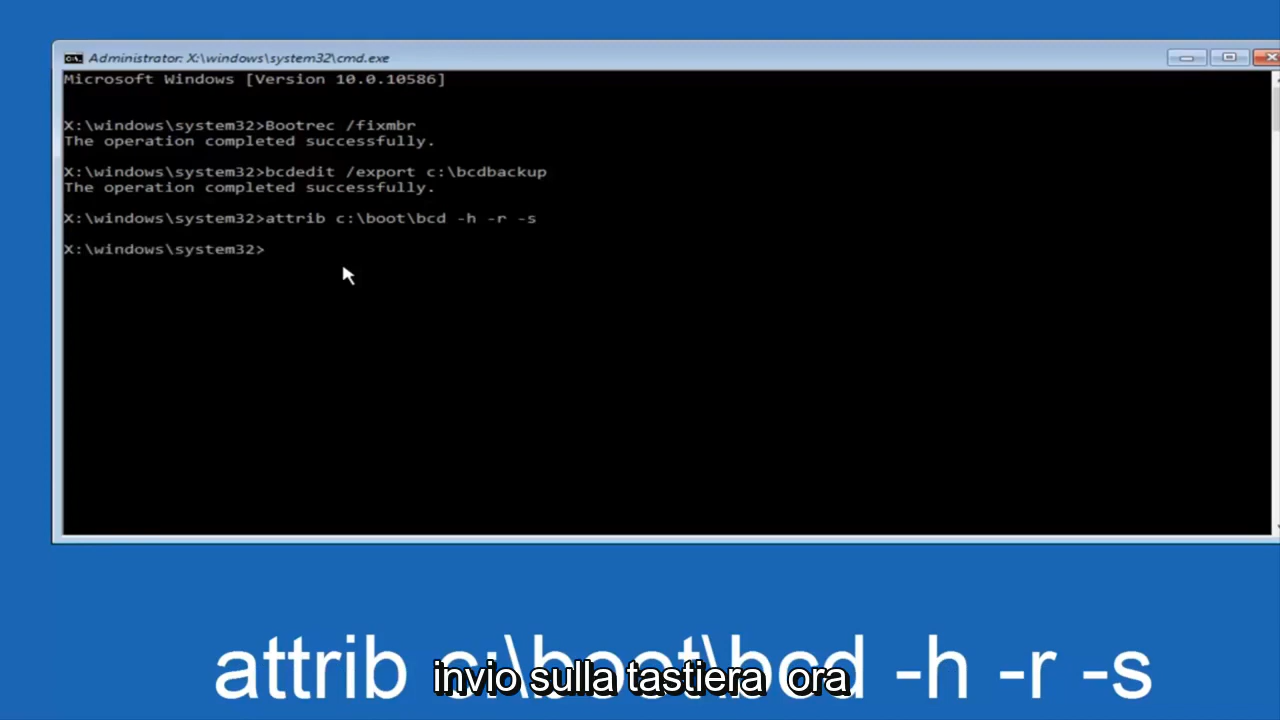 Administrator: X:\windows\system32\cmd.exe
Microsoft Windows [Version 10.0.10586]
X:\windows\system32>Bootrec /fixmbr
The operation completed successfully.
X:\windows\system32>bcdedit /export c:\bcdbackup
The operation completed successfully.
X:\windows\system32>attrib c:\boot\bcd -h -r -s
X:\windows\system32>
attrib c:\boot\bcd -h -r -s
invio sulla tastiera ora